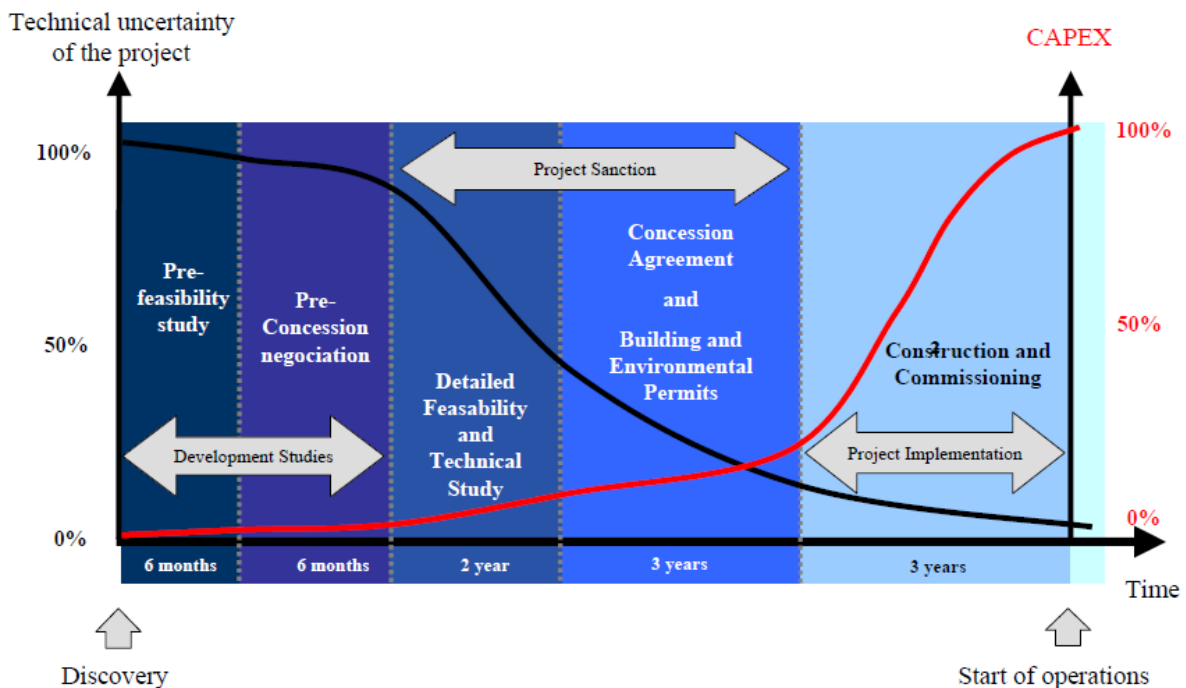 Technical uncertainty
of the project
CAPEX
100%
100%
Project Sanction
Concession
Agreement
and
Building and
Environmental
Permits
Pre-
feasibility
study
Pre-
Concession
negociation
50%
50%
2
Construction and
Commissioning
Detailed
Feasability
and
Technical
Study
Development Studies
Project Implementation
0%
0%
6 months
6 months
2 year
3 years
3 years
Time
Discovery
Start of operations